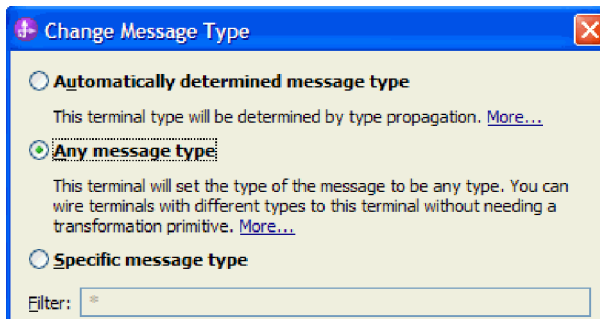 Change Message Type
Automatically determined message type
This terminal type will be determined by type propagation. More...
Any message type
This terminal will set the type of the message to be any type. You can
wire terminals with different types to this terminal without needing a
transformation primitive. More...
Specific message type
Filter: *